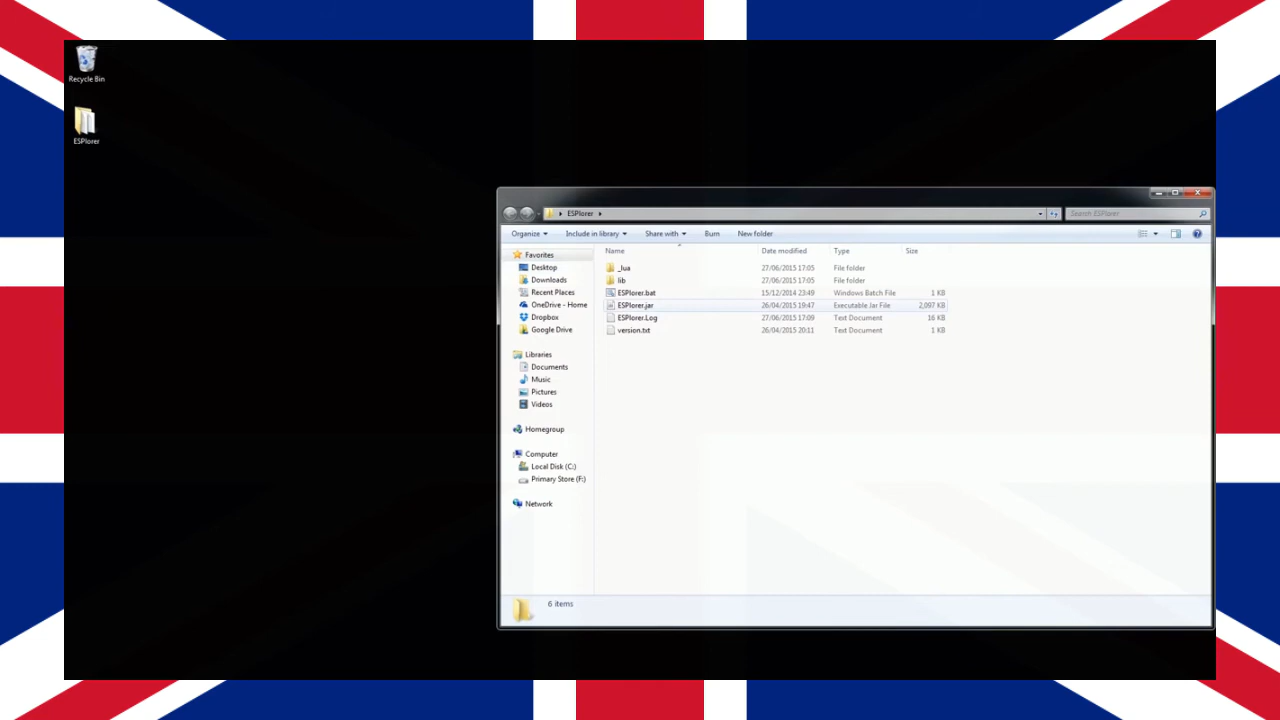 Recycle Bin
ESPlorer
ESPlorer
Search ESPlorer
Organize
Include in library
Share with
Burn
New folder
Name
Date modified
Type
Size
Favorites
Desktop
Downloads
Recent Places
OneDrive - Home
Dropbox
Google Drive
Libraries
Documents
Music
Pictures
Videos
Homegroup
Computer
Local Disk (C:)
Primary Store (F:)
Network
_lua 27/06/2015 17:05 File folder
lib 27/06/2015 17:05 File folder
ESPlorer.bat 15/12/2014 23:49 Windows Batch File 1 KB
ESPlorer.jar 26/04/2015 19:47 Executable Jar File 2,097 KB
ESPlorer.Log 27/06/2015 17:09 Text Document 16 KB
version.txt 26/04/2015 20:11 Text Document 1 KB
6 items